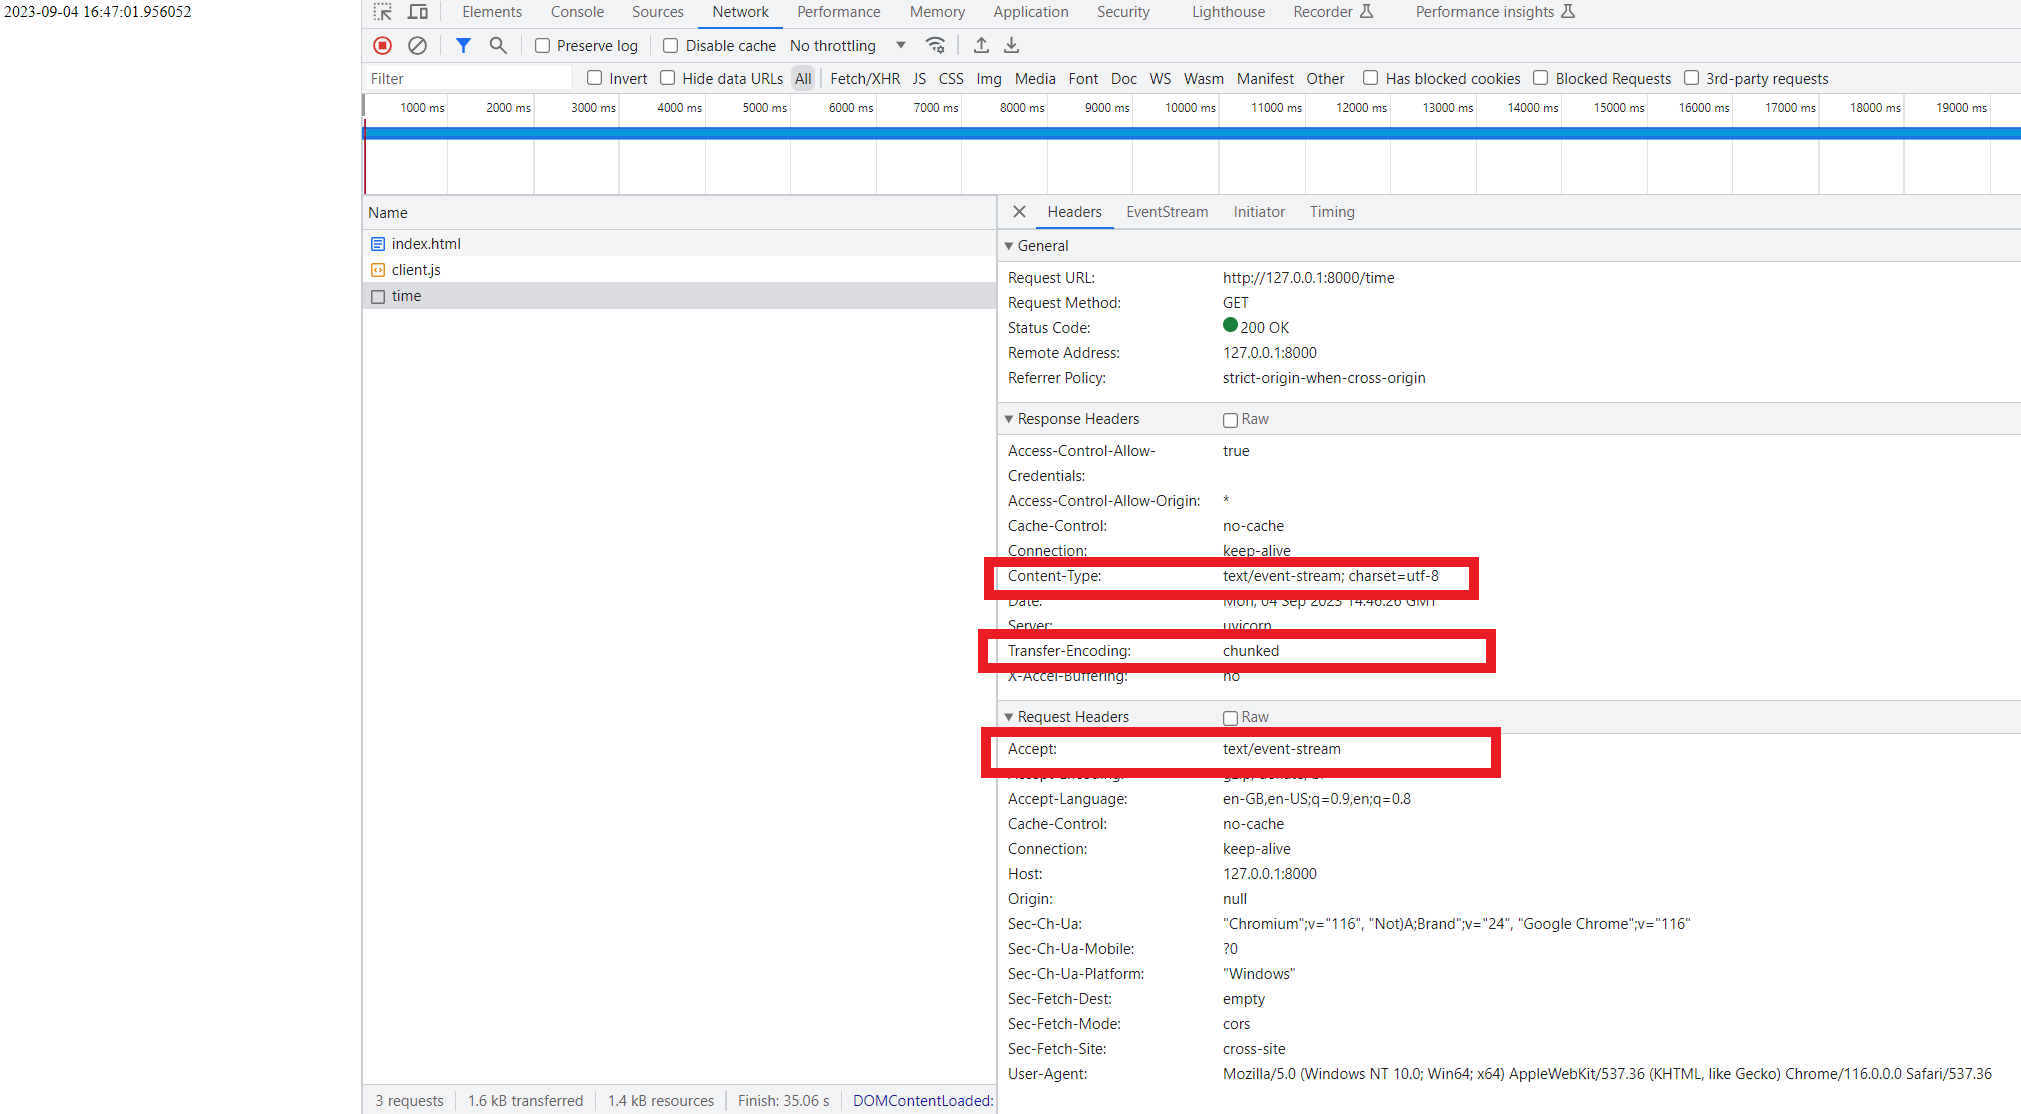 2023-09-04 16:47:01.956052
Elements Console Sources Network Performance Memory Application Security Lighthouse Recorder Performance insights
Preserve log Disable cache No throttling
Filter Invert Hide data URLs All Fetch/XHR JS CSS Img Media Font Doc WS Wasm Manifest Other Has blocked cookies Blocked Requests 3rd-party requests
1000 ms 2000 ms 3000 ms 4000 ms 5000 ms 6000 ms 7000 ms 8000 ms 9000 ms 10000 ms 11000 ms 12000 ms 13000 ms 14000 ms 15000 ms 16000 ms 17000 ms 18000 ms 19000 ms
Name
index.html
client.js
time
Headers EventStream Initiator Timing
General
Request URL: http://127.0.0.1:8000/time
Request Method: GET
Status Code: 200 OK
Remote Address: 127.0.0.1:8000
Referrer Policy: strict-origin-when-cross-origin
Response Headers Raw
Access-Control-Allow- true
Credentials:
Access-Control-Allow-Origin: *
Cache-Control: no-cache
Connection: keep-alive
Content-Type: text/event-stream; charset=utf-8
Date: Mon, 04 Sep 2023 14:46:26 GMT
Server: uvicorn
Transfer-Encoding: chunked
X-Accel-Buffering: no
Request Headers Raw
Accept: text/event-stream
Accept-Encoding: gzip, deflate, br
Accept-Language: en-GB,en-US;q=0.9,en;q=0.8
Cache-Control: no-cache
Connection: keep-alive
Host: 127.0.0.1:8000
Origin: null
Sec-Ch-Ua: "Chromium";v="116", "Not)A;Brand";v="24", "Google Chrome";v="116"
Sec-Ch-Ua-Mobile: ?0
Sec-Ch-Ua-Platform: "Windows"
Sec-Fetch-Dest: empty
Sec-Fetch-Mode: cors
Sec-Fetch-Site: cross-site
User-Agent: Mozilla/5.0 (Windows NT 10.0; Win64; x64) AppleWebKit/537.36 (KHTML, like Gecko) Chrome/116.0.0.0 Safari/537.36
3 requests 1.6 kB transferred 1.4 kB resources Finish: 35.06 s DOMContentLoaded: